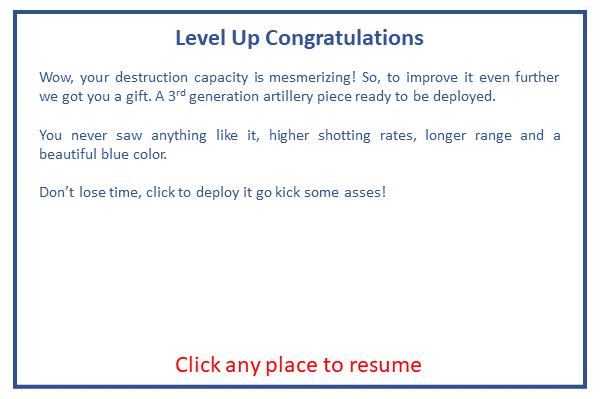 Level Up Congratulations
Wow, your destruction capacity is mesmerizing! So, to improve it even further
we got you a gift. A 3rd generation artillery piece ready to be deployed.
You never saw anything like it, higher shotting rates, longer range and a
beautiful blue color.
Don't lose time, click to deploy it go kick some asses!
Click any place to resume